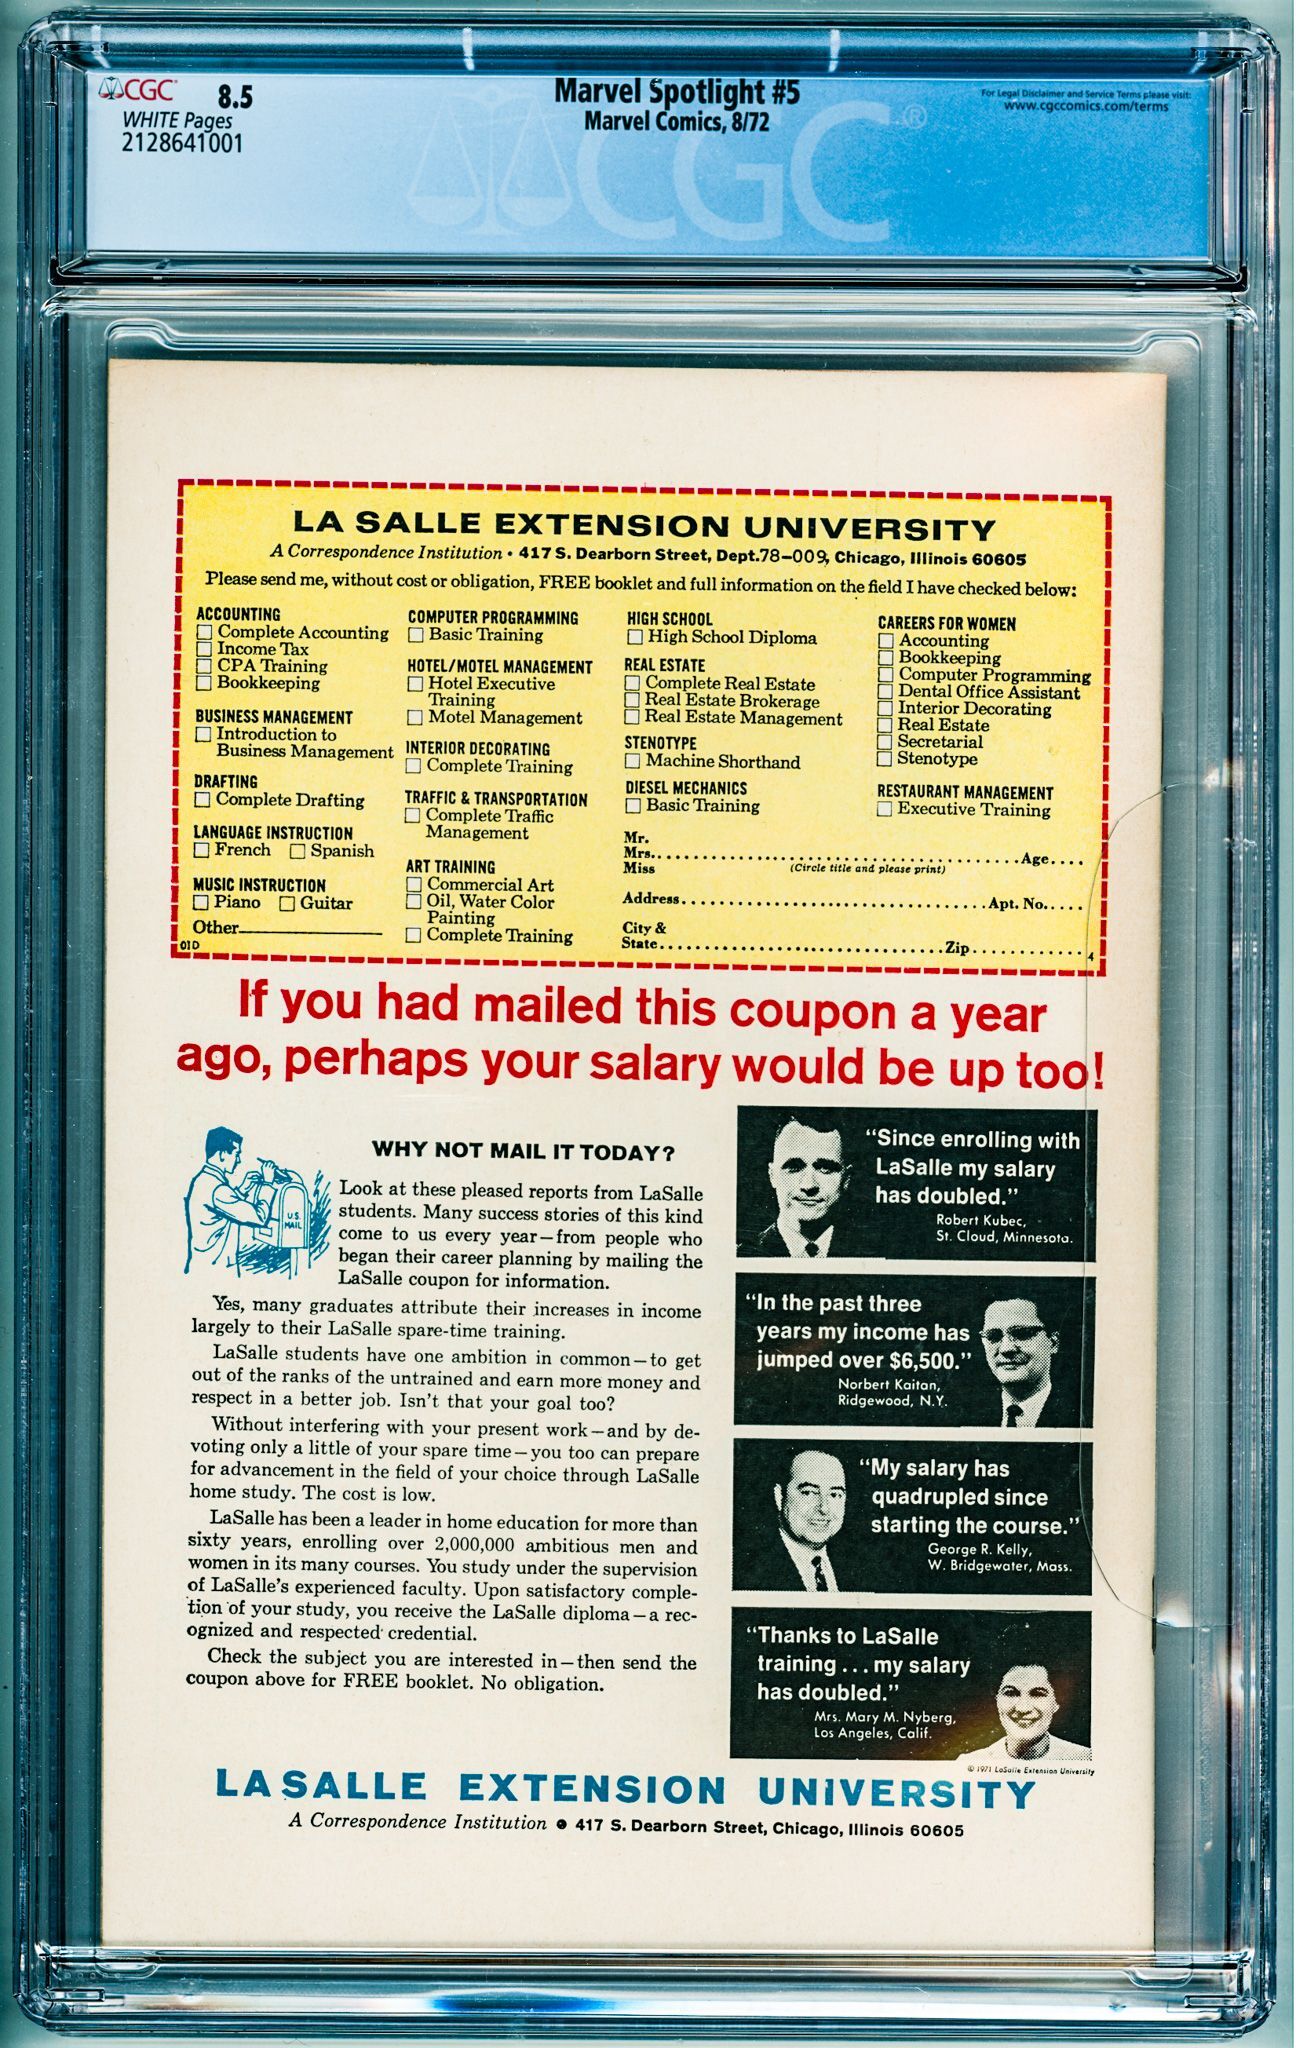 CGC
8.5
WHITE Pages
2128641001
Marvel Spotlight #5
Marvel Comics, 8/72
For Legal Disclaimer and Service Terms please visit:
www.cgccomics.com/terms
CGC®
LA SALLE EXTENSION UNIVERSITY
A Correspondence Institution • 417 S. Dearborn Street, Dept.78-009, Chicago, Illinois 60605
Please send me, without cost or obligation, FREE booklet and full information on the field I have checked below:
ACCOUNTING
Complete Accounting
Income Tax
CPA Training
Bookkeeping
BUSINESS MANAGEMENT
Introduction to
Business Management
DRAFTING
Complete Drafting
LANGUAGE INSTRUCTION
French Spanish
MUSIC INSTRUCTION
Piano Guitar
Other
01D
COMPUTER PROGRAMMING
Basic Training
HOTEL/MOTEL MANAGEMENT
Hotel Executive
Training
Motel Management
INTERIOR DECORATING
Complete Training
TRAFFIC & TRANSPORTATION
Complete Traffic
Management
ART TRAINING
Commercial Art
Oil, Water Color
Painting
Complete Training
HIGH SCHOOL
High School Diploma
REAL ESTATE
Complete Real Estate
Real Estate Brokerage
Real Estate Management
STENOTYPE
Machine Shorthand
DIESEL MECHANICS
Basic Training
CAREERS FOR WOMEN
Accounting
Bookkeeping
Computer Programming
Dental Office Assistant
Interior Decorating
Real Estate
Secretarial
Stenotype
RESTAURANT MANAGEMENT
Executive Training
Mr.
Mrs. Age
Miss (Circle title and please print)
Address Apt. No.
City &
State Zip
4
If you had mailed this coupon a year
ago, perhaps your salary would be up too!
U.S.
MAIL
WHY NOT MAIL IT TODAY?
Look at these pleased reports from LaSalle
students. Many success stories of this kind
come to us every year—from people who
began their career planning by mailing the
LaSalle coupon for information.
Yes, many graduates attribute their increases in income
largely to their LaSalle spare-time training.
LaSalle students have one ambition in common—to get
out of the ranks of the untrained and earn more money and
respect in a better job. Isn't that your goal too?
Without interfering with your present work—and by de-
voting only a little of your spare time—you too can prepare
for advancement in the field of your choice through LaSalle
home study. The cost is low.
LaSalle has been a leader in home education for more than
sixty years, enrolling over 2,000,000 ambitious men and
women in its many courses. You study under the supervision
of LaSalle's experienced faculty. Upon satisfactory comple-
tion of your study, you receive the LaSalle diploma—a rec-
ognized and respected credential.
Check the subject you are interested in—then send the
coupon above for FREE booklet. No obligation.
"Since enrolling with
LaSalle my salary
has doubled."
Robert Kubec,
St. Cloud, Minnesota.
"In the past three
years my income has
jumped over $6,500."
Norbert Kaitan,
Ridgewood, N.Y.
"My salary has
quadrupled since
starting the course."
George R. Kelly,
W. Bridgewater, Mass.
"Thanks to LaSalle
training . . . my salary
has doubled."
Mrs. Mary M. Nyberg,
Los Angeles, Calif.
© 1971 LaSalle Extension University
LA SALLE EXTENSION UNIVERSITY
A Correspondence Institution • 417 S. Dearborn Street, Chicago, Illinois 60605